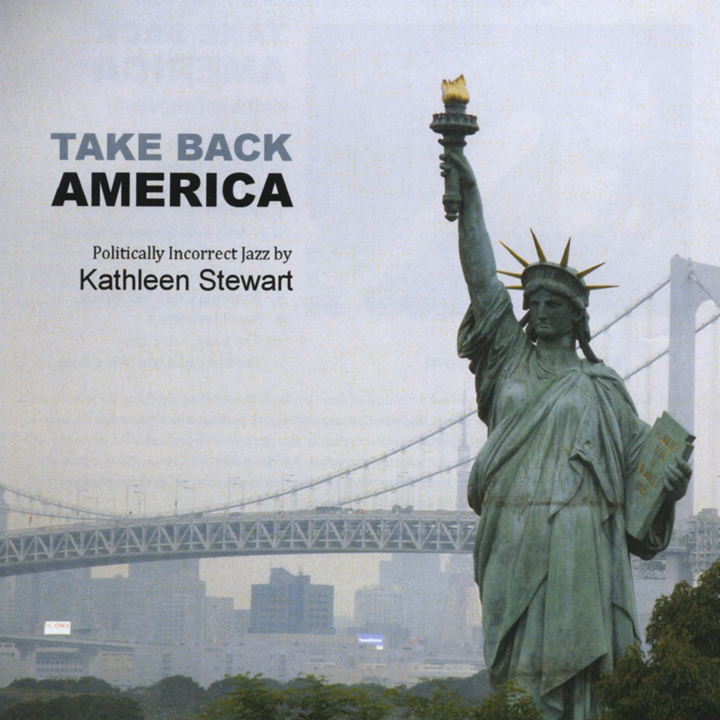 TAKE BACK
AMERICA
Politically Incorrect Jazz by
Kathleen Stewart